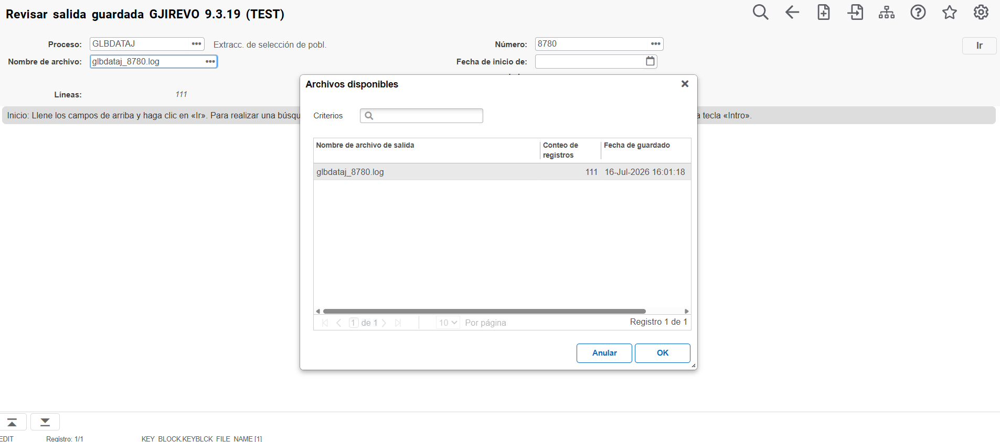 Revisar salida guardada GJIREVO 9.3.19 (TEST)
Proceso: GLBDATAJ ••• Extracc. de selección de pobl. Número: 8780 ••• Ir
Nombre de archivo: glbdataj_8780.log ••• Fecha de inicio de:
Líneas: 111
Inicio: Llene los campos de arriba y haga clic en «Ir». Para realizar una búsqu
a tecla «Intro».
Archivos disponibles
Criterios
Nombre de archivo de salida Conteo de registros Fecha de guardado
glbdataj_8780.log 111 16-Jul-2026 16:01:18
1 de 1 10 Por página Registro 1 de 1
Anular OK
EDIT Registro: 1/1 KEY_BLOCK.KEYBLCK_FILE_NAME [1]